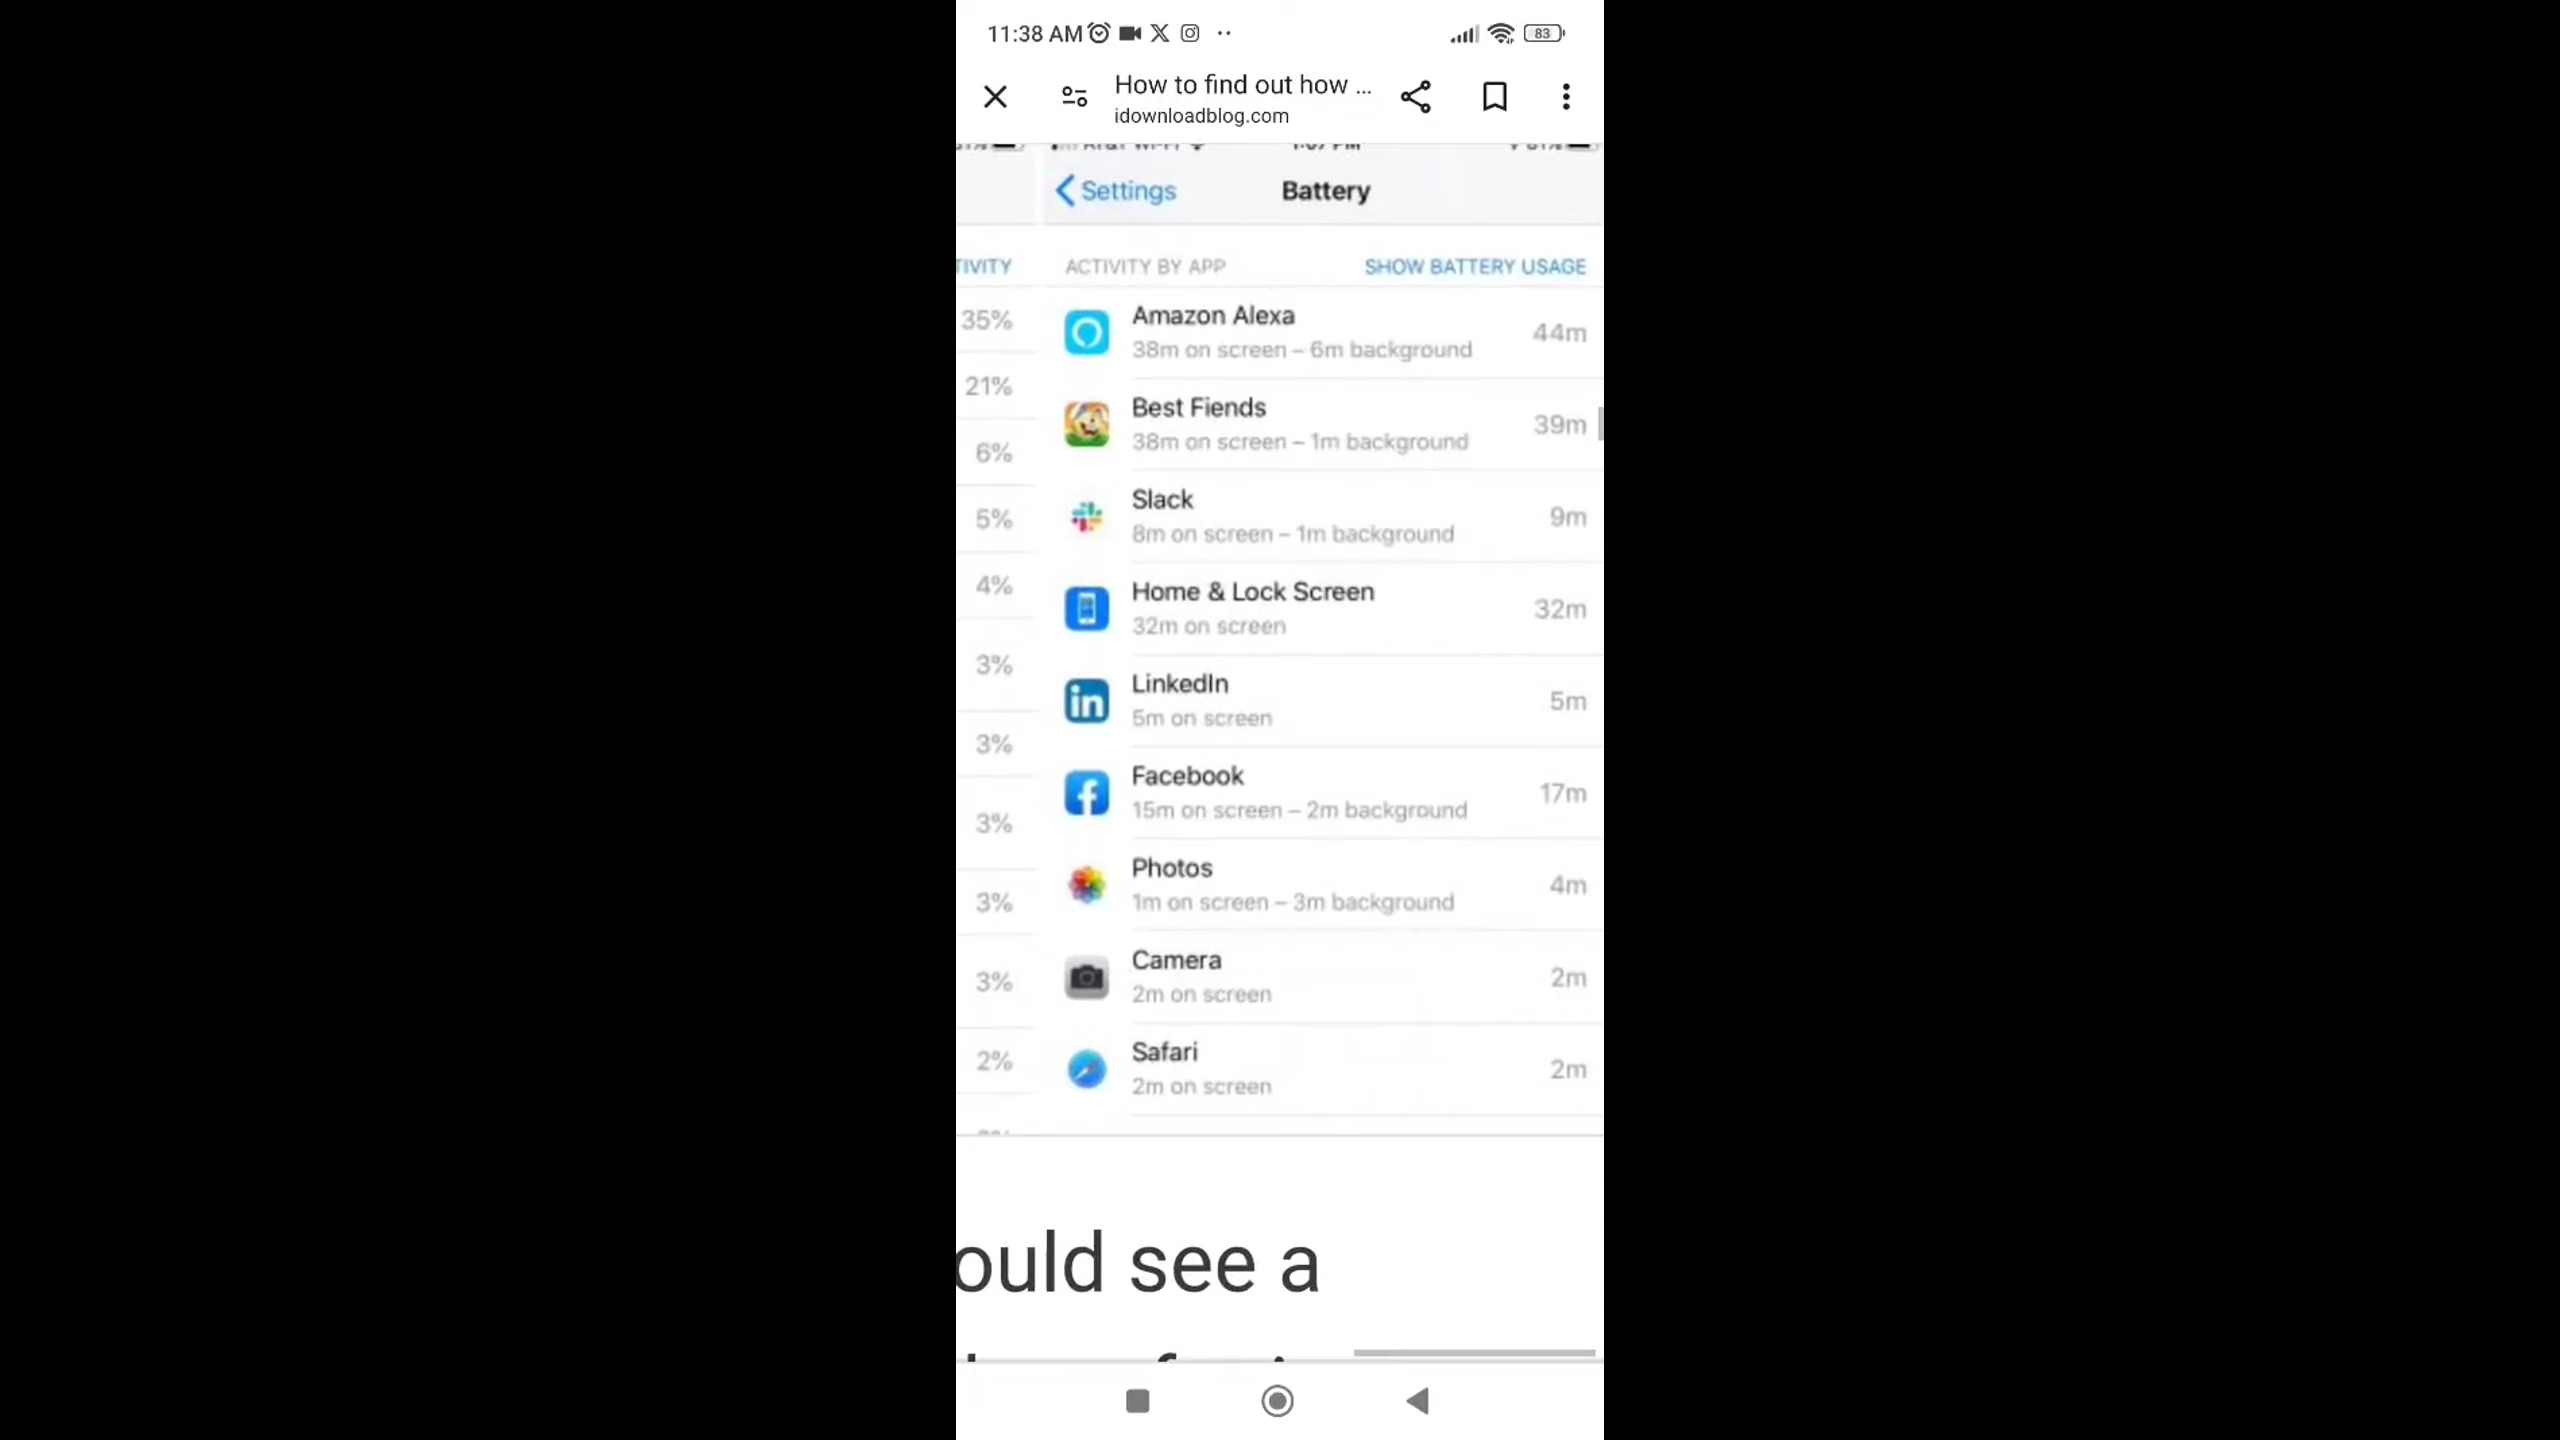 11:38 AM
83
How to find out how ...
idownloadblog.com
Settings
Battery
TIVITY
ACTIVITY BY APP
SHOW BATTERY USAGE
35%
21%
6%
5%
4%
3%
3%
3%
3%
3%
2%
Amazon Alexa
38m on screen – 6m background
44m
Best Fiends
38m on screen – 1m background
39m
Slack
8m on screen – 1m background
9m
Home & Lock Screen
32m on screen
32m
LinkedIn
5m on screen
5m
Facebook
15m on screen – 2m background
17m
Photos
1m on screen – 3m background
4m
Camera
2m on screen
2m
Safari
2m on screen
2m
ould see a